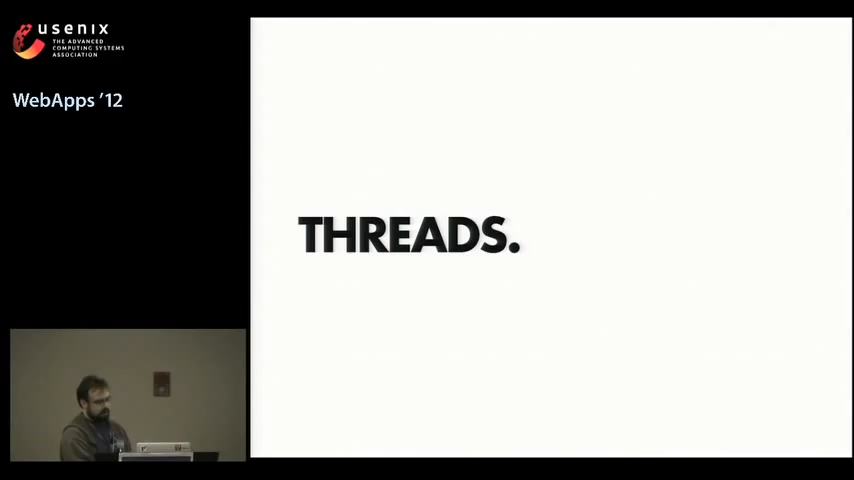 usenix
THE ADVANCED
COMPUTING SYSTEMS
ASSOCIATION
WebApps ’12
THREADS.